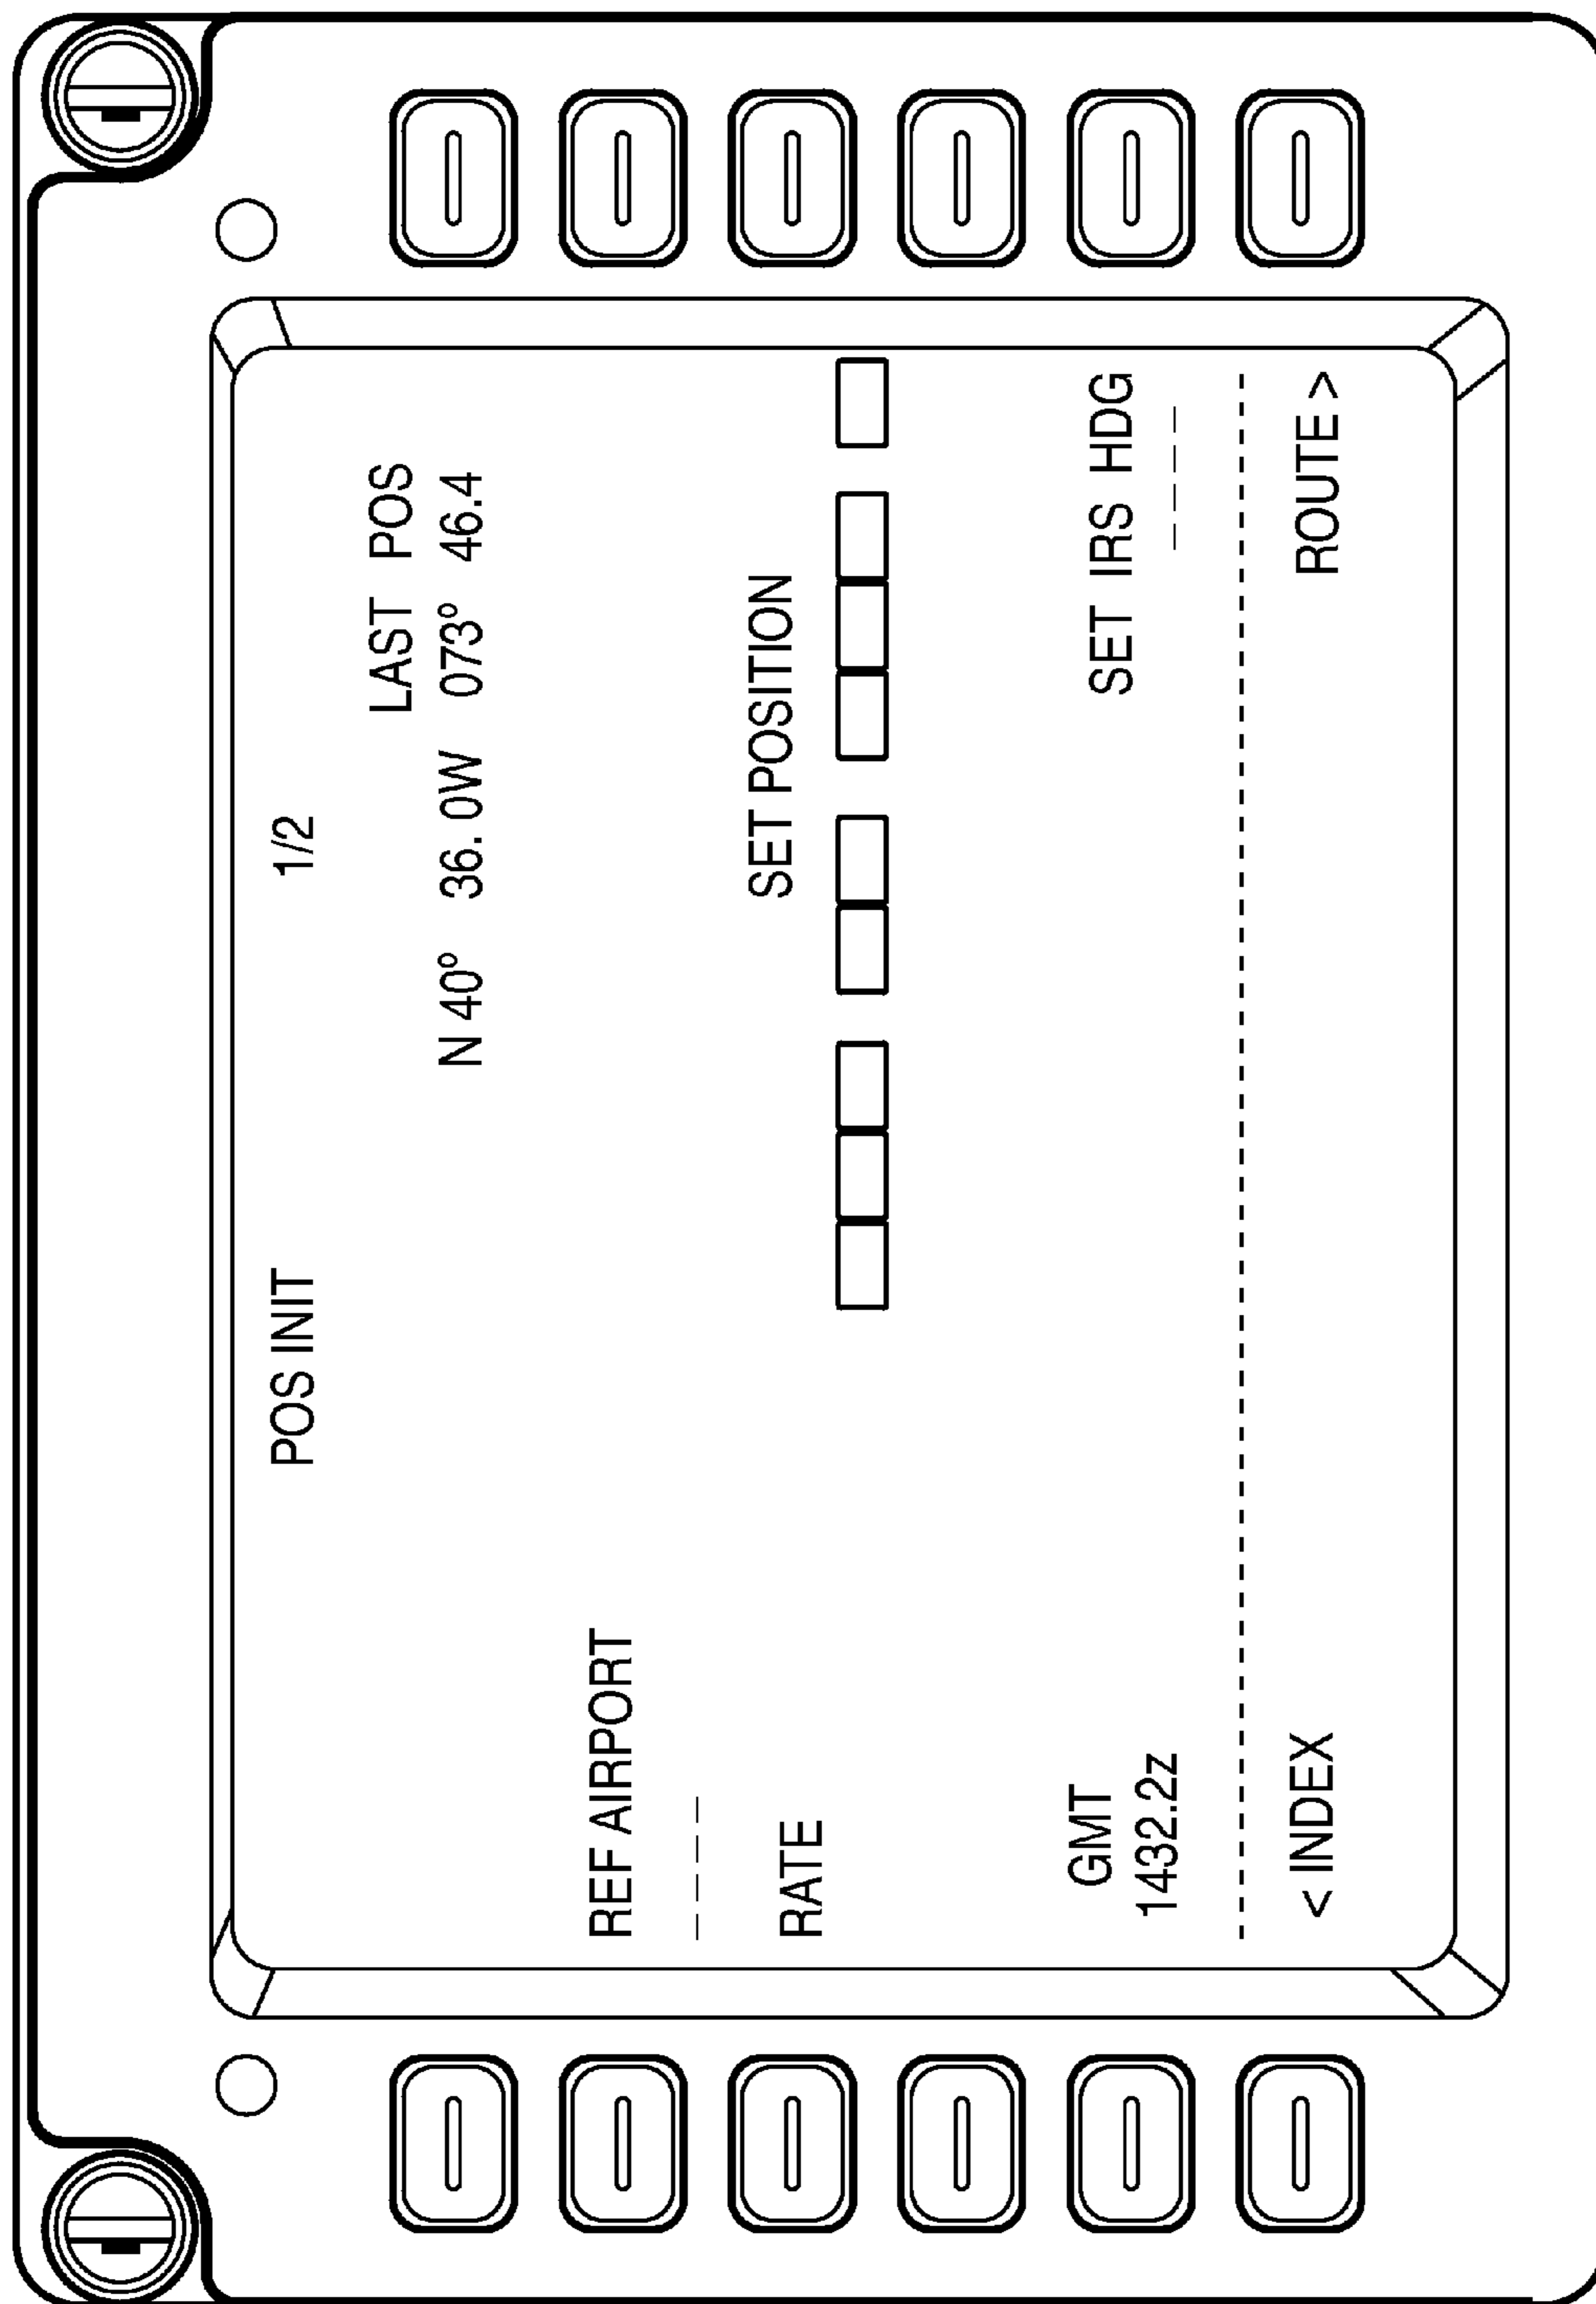 POS INIT 1/2
LAST POS
N 40° 36.0W 073° 46.4
REF AIRPORT
----
SET POSITION
RATE
GMT SET IRS HDG
1432.2z ----
< INDEX ROUTE >